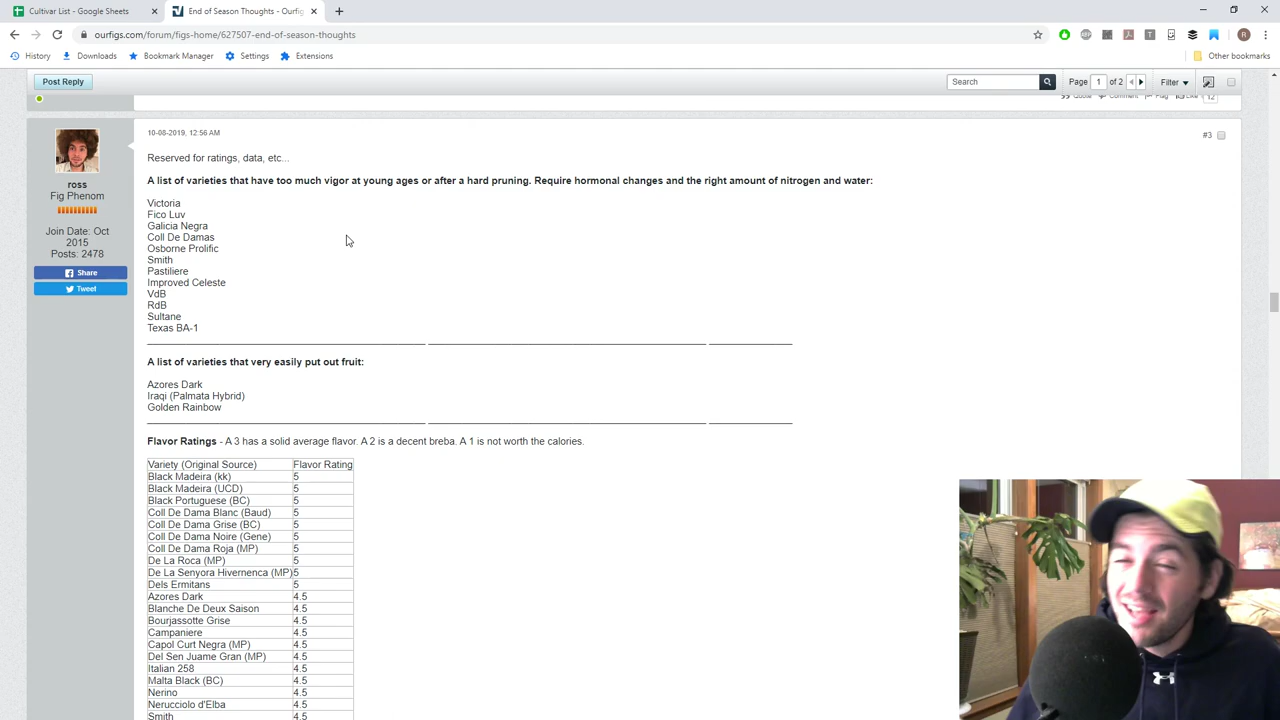 Cultivar List - Google Sheets
End of Season Thoughts - Ourfigs
ourfigs.com/forum/figs-home/627507-end-of-season-thoughts
History Downloads Bookmark Manager Settings Extensions Other bookmarks
Post Reply Search Page 1 of 2 Filter
Quote Comment Flag Like 12
10-08-2019, 12:56 AM
#3
ross
Fig Phenom
Join Date: Oct
2015
Posts: 2478
Share
Tweet
Reserved for ratings, data, etc...
A list of varieties that have too much vigor at young ages or after a hard pruning. Require hormonal changes and the right amount of nitrogen and water:
Victoria
Fico Luv
Galicia Negra
Coll De Damas
Osborne Prolific
Smith
Pastiliere
Improved Celeste
VdB
RdB
Sultane
Texas BA-1
A list of varieties that very easily put out fruit:
Azores Dark
Iraqi (Palmata Hybrid)
Golden Rainbow
Flavor Ratings - A 3 has a solid average flavor. A 2 is a decent breba. A 1 is not worth the calories.
Variety (Original Source) Flavor Rating
Black Madeira (kk) 5
Black Madeira (UCD) 5
Black Portuguese (BC) 5
Coll De Dama Blanc (Baud) 5
Coll De Dama Grise (BC) 5
Coll De Dama Noire (Gene) 5
Coll De Dama Roja (MP) 5
De La Roca (MP) 5
De La Senyora Hivernenca (MP) 5
Dels Ermitans 5
Azores Dark 4.5
Blanche De Deux Saison 4.5
Bourjassotte Grise 4.5
Campaniere 4.5
Capol Curt Negra (MP) 4.5
Del Sen Juame Gran (MP) 4.5
Italian 258 4.5
Malta Black (BC) 4.5
Nerino 4.5
Nerucciolo d'Elba 4.5
Smith 4.5